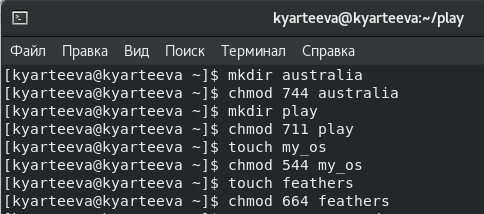 kyarteeva@kyarteeva:~/play
Файл Правка Вид Поиск Терминал Справка
[kyarteeva@kyarteeva ~]$ mkdir australia
[kyarteeva@kyarteeva ~]$ chmod 744 australia
[kyarteeva@kyarteeva ~]$ mkdir play
[kyarteeva@kyarteeva ~]$ chmod 711 play
[kyarteeva@kyarteeva ~]$ touch my_os
[kyarteeva@kyarteeva ~]$ chmod 544 my_os
[kyarteeva@kyarteeva ~]$ touch feathers
[kyarteeva@kyarteeva ~]$ chmod 664 feathers